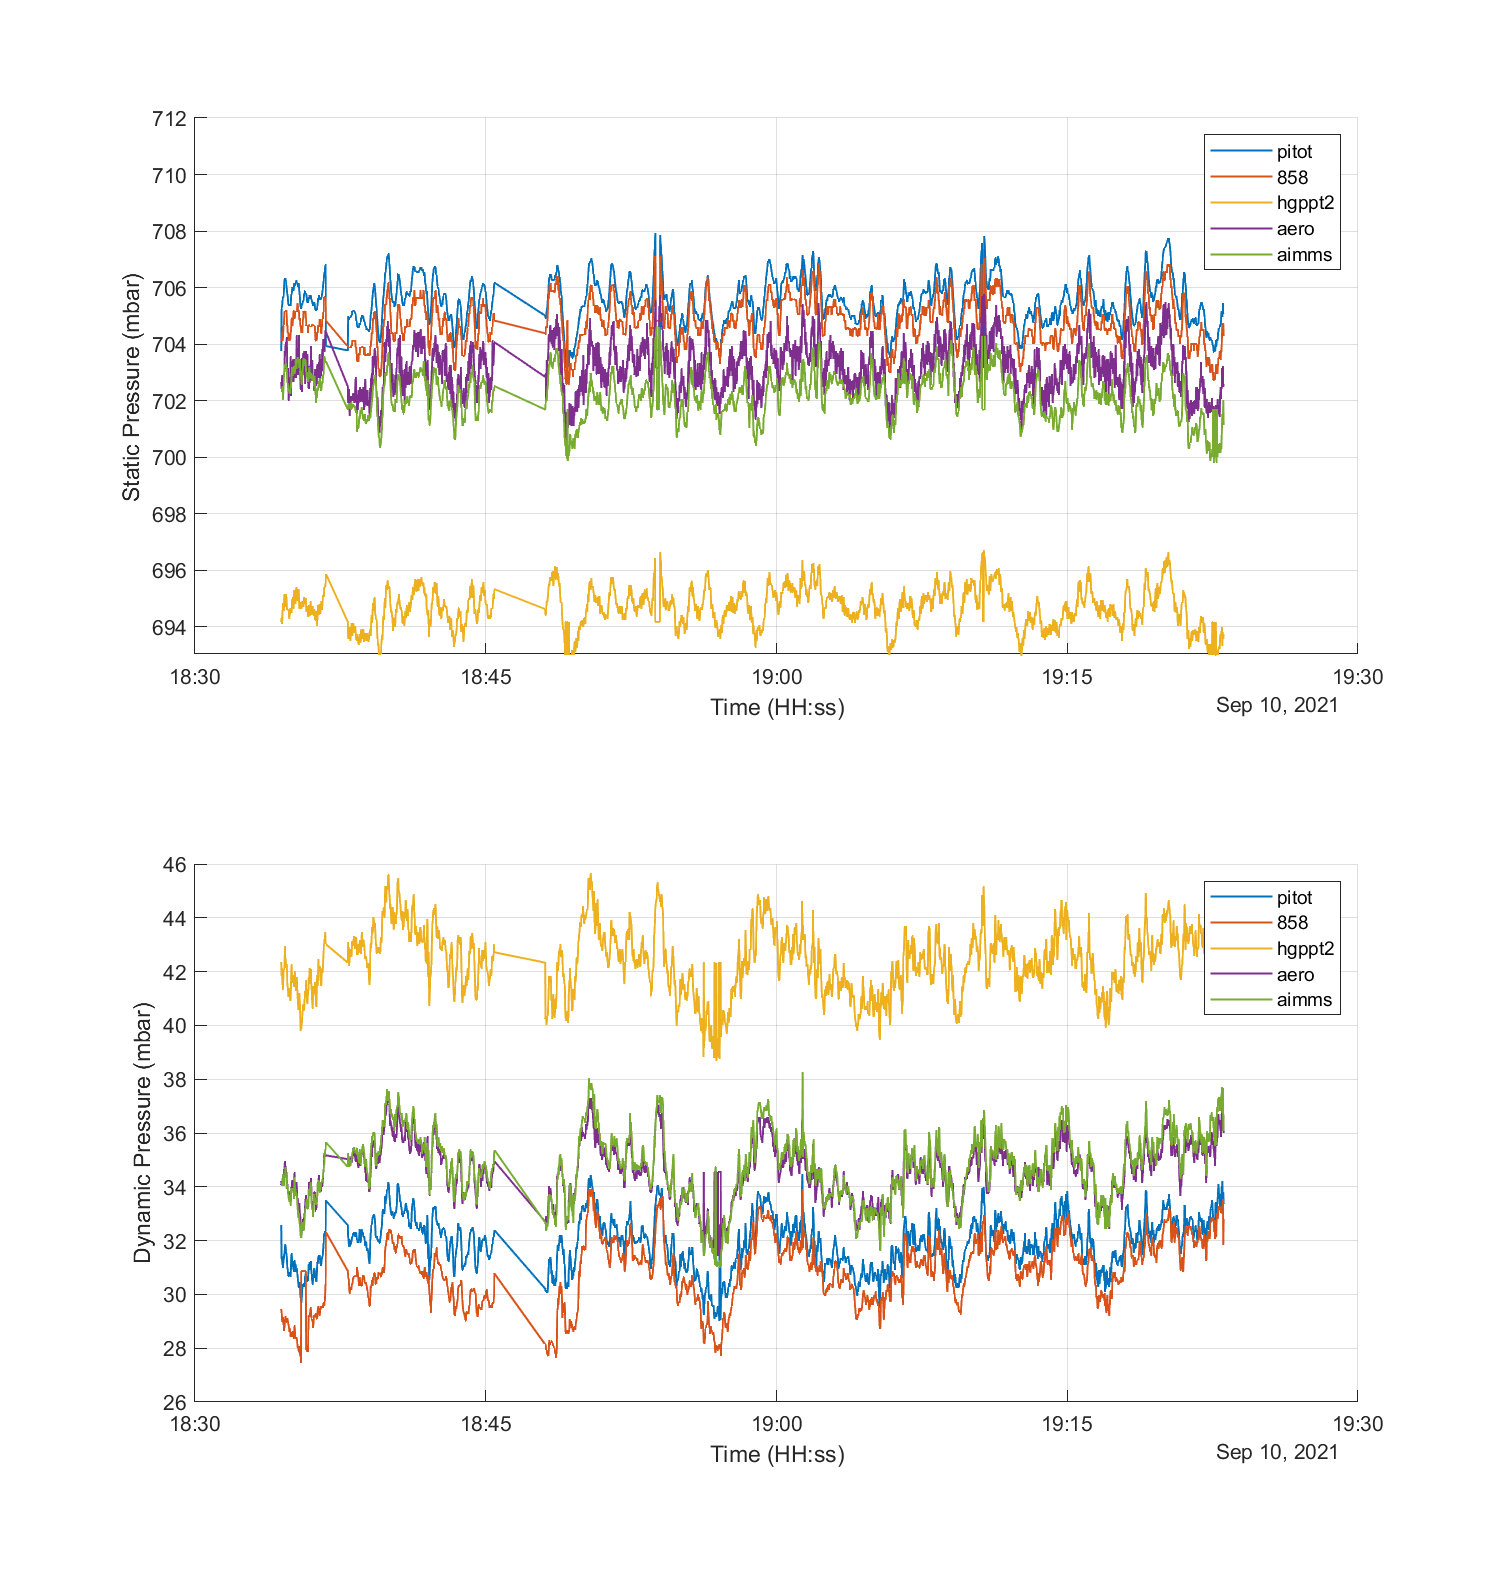 712
710
708
706
704
702
700
698
696
694
Static Pressure (mbar)
pitot
858
hgppt2
aero
aimms
18:30 18:45 19:00 19:15 19:30
Time (HH:ss)
Sep 10, 2021
46
44
42
40
38
36
34
32
30
28
26
Dynamic Pressure (mbar)
pitot
858
hgppt2
aero
aimms
18:30 18:45 19:00 19:15 19:30
Time (HH:ss)
Sep 10, 2021